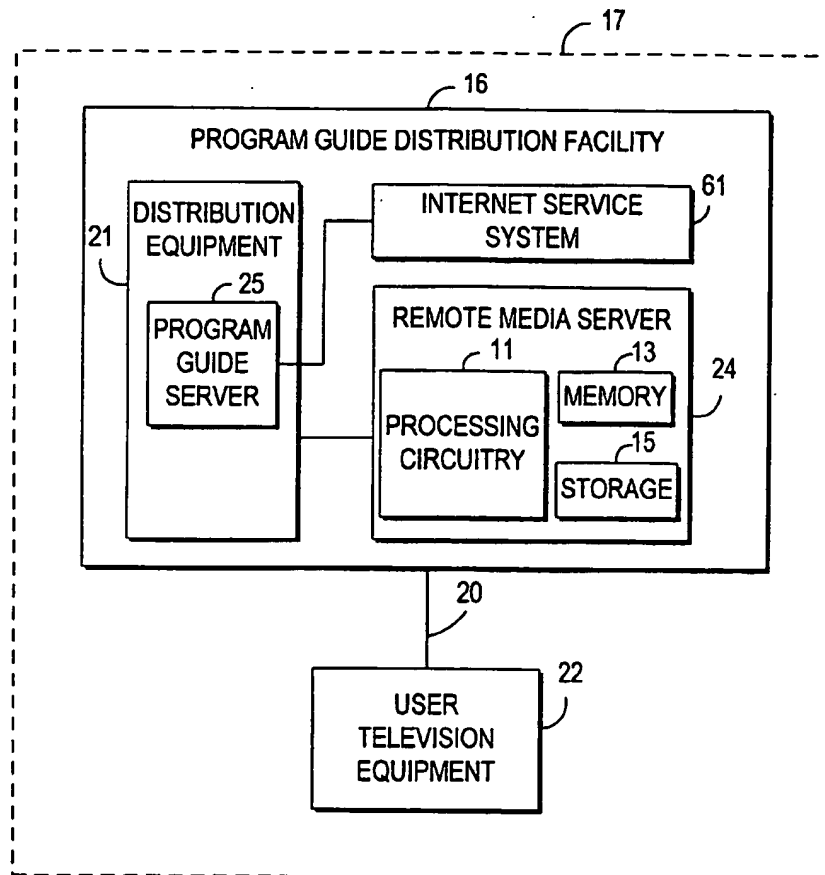 17
16
PROGRAM GUIDE DISTRIBUTION FACILITY
DISTRIBUTION
EQUIPMENT
21
25
PROGRAM
GUIDE
SERVER
INTERNET SERVICE
SYSTEM
61
REMOTE MEDIA SERVER
11
PROCESSING
CIRCUITRY
13
MEMORY
15
STORAGE
24
20
USER
TELEVISION
EQUIPMENT
22